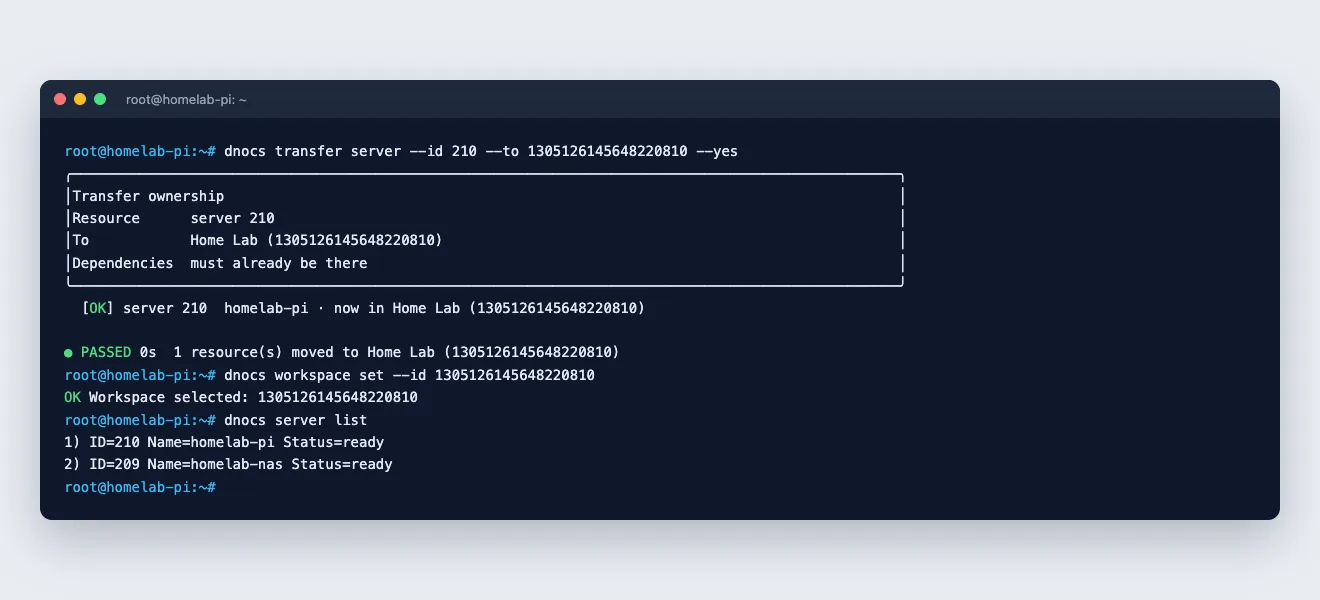 root@homelab-pi: ~
root@homelab-pi:~# dnocs transfer server --id 210 --to 1305126145648220810 --yes
Transfer ownership
Resource      server 210
To            Home Lab (1305126145648220810)
Dependencies  must already be there
[OK] server 210  homelab-pi · now in Home Lab (1305126145648220810)
● PASSED 0s  1 resource(s) moved to Home Lab (1305126145648220810)
root@homelab-pi:~# dnocs workspace set --id 1305126145648220810
OK Workspace selected: 1305126145648220810
root@homelab-pi:~# dnocs server list
1) ID=210 Name=homelab-pi Status=ready
2) ID=209 Name=homelab-nas Status=ready
root@homelab-pi:~#